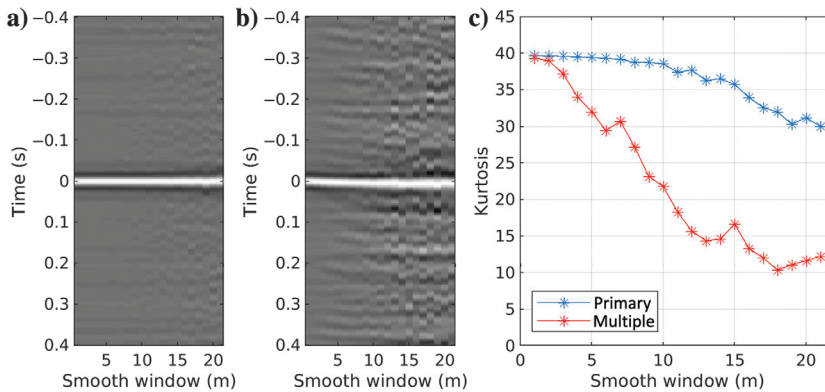 a)
−0.4
−0.3
−0.2
−0.1
0
0.1
0.2
0.3
0.4
Time (s)
5 10 15 20
Smooth window (m)
b)
−0.4
−0.3
−0.2
−0.1
0
0.1
0.2
0.3
0.4
Time (s)
5 10 15 20
Smooth window (m)
c)
45
40
35
30
25
20
15
10
5
0
Kurtosis
Primary
Multiple
0 5 10 15 20
Smooth window (m)